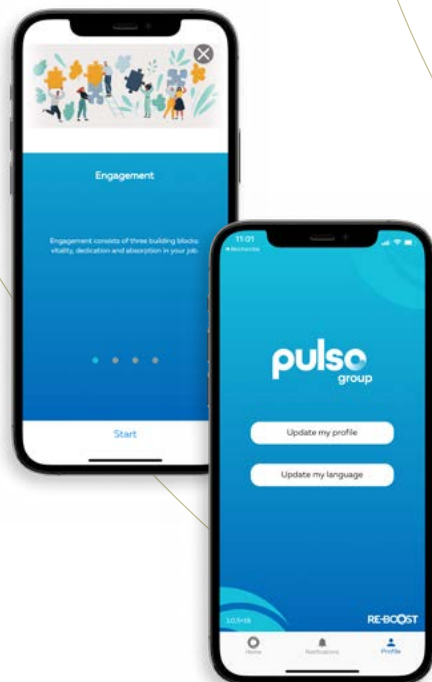 Engagement
Engagement consists of three building blocks:
vitality, dedication and absorption in your job.
Start
11:01
pulso
group
Update my profile
Update my language
RE-BOOST
Home
Notifications
Profile